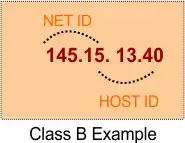 NET ID
145.15. 13.40
HOST ID
Class B Example